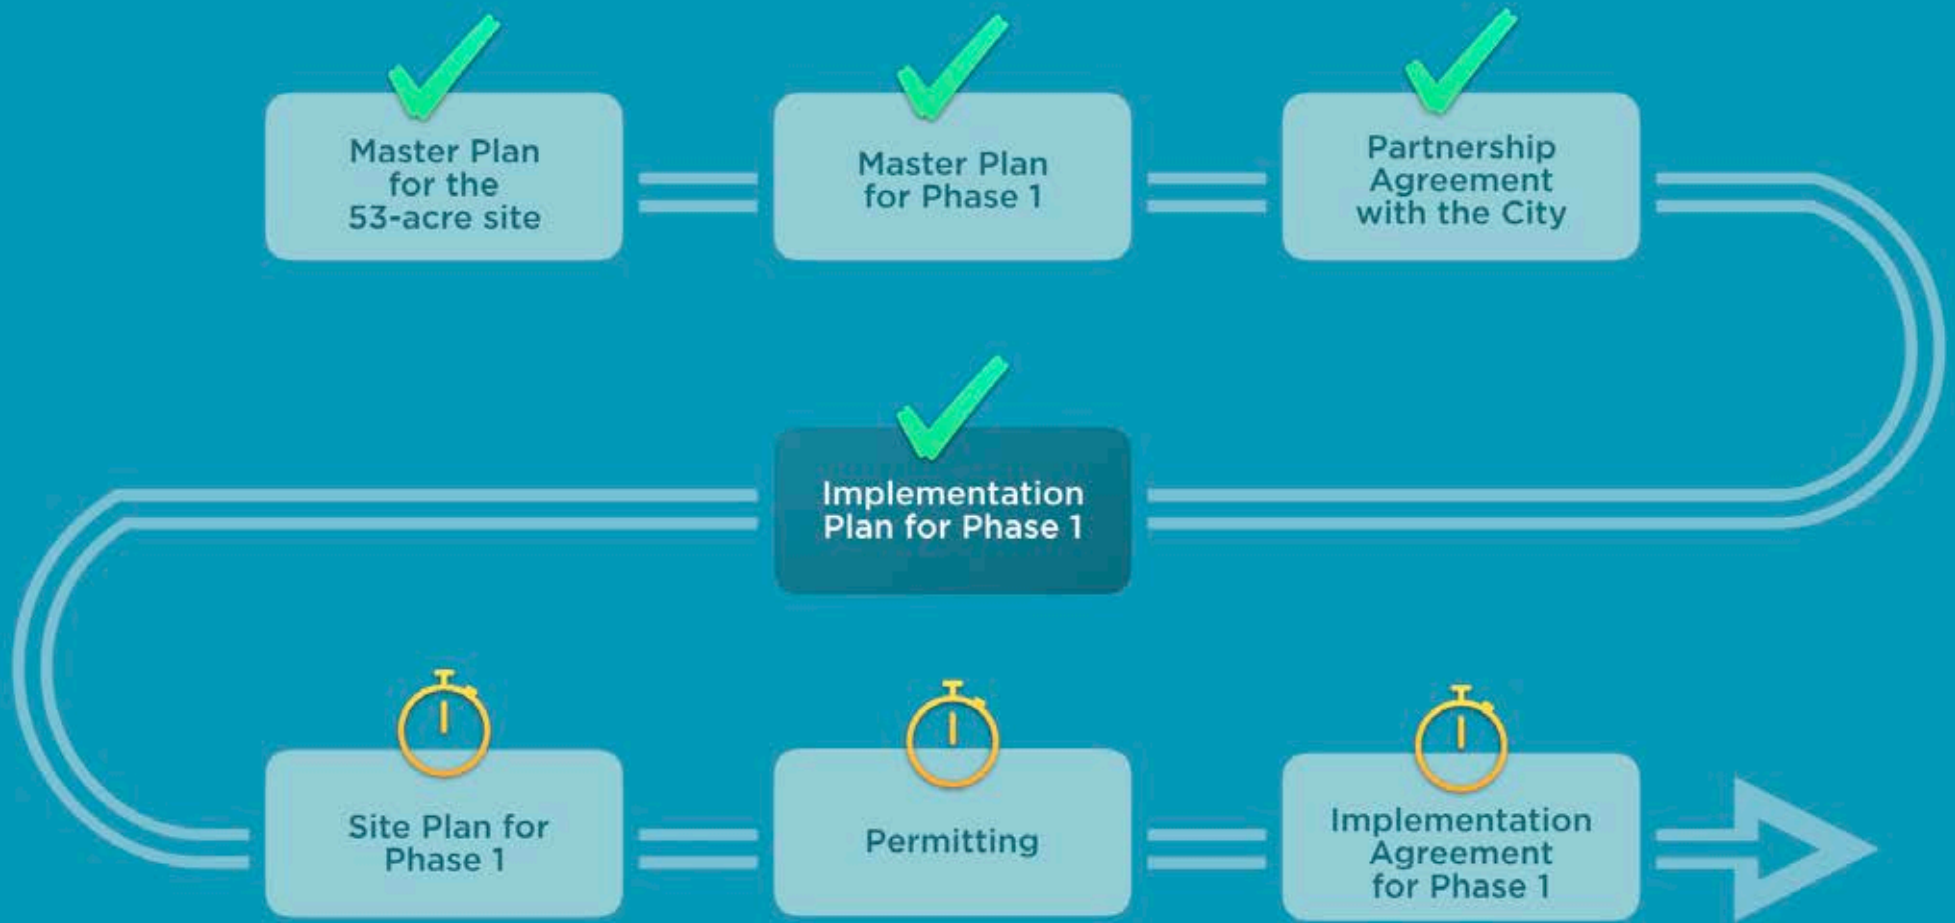 Master Plan
for the
53-acre site
Master Plan
for Phase 1
Partnership
Agreement
with the City
Implementation
Plan for Phase 1
Site Plan for
Phase 1
Permitting
Implementation
Agreement
for Phase 1